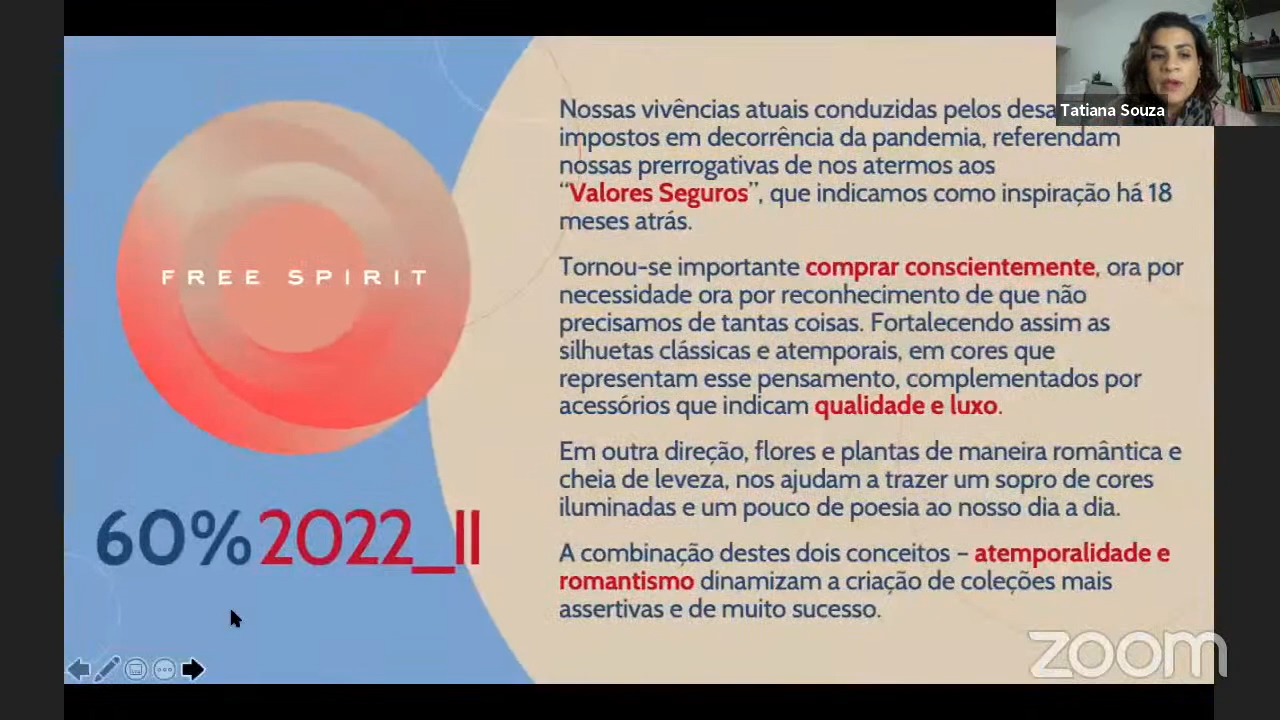 Tatiana Souza
FREE SPIRIT
60% 2022_II
Nossas vivências atuais conduzidas pelos
impostos em decorrência da pandemia, referendam
nossas prerrogativas de nos atermos aos
“Valores Seguros”, que indicamos como inspiração há 18
meses atrás.
Tornou-se importante comprar conscientemente, ora por
necessidade ora por reconhecimento de que não
precisamos de tantas coisas. Fortalecendo assim as
silhuetas clássicas e atemporais, em cores que
representam esse pensamento, complementados por
acessórios que indicam qualidade e luxo.
Em outra direção, flores e plantas de maneira romântica e
cheia de leveza, nos ajudam a trazer um sopro de cores
iluminadas e um pouco de poesia ao nosso dia a dia.
A combinação destes dois conceitos – atemporalidade e
romantismo dinamizam a criação de coleções mais
assertivas e de muito sucesso.
zoom